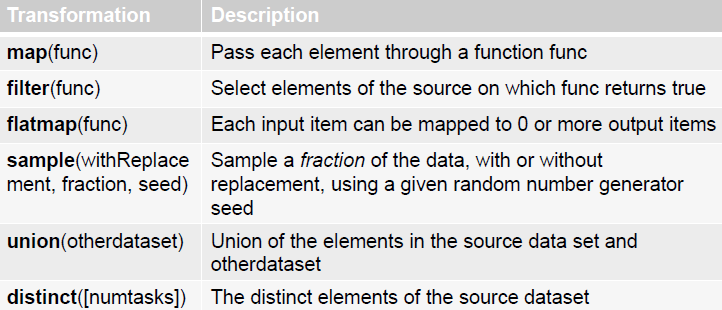 Transformation Description
map(func) Pass each element through a function func
filter(func) Select elements of the source on which func returns true
flatmap(func) Each input item can be mapped to 0 or more output items
sample(withReplace Sample a fraction of the data, with or without
ment, fraction, seed) replacement, using a given random number generator
seed
union(otherdataset) Union of the elements in the source data set and
otherdataset
distinct([numtasks]) The distinct elements of the source dataset